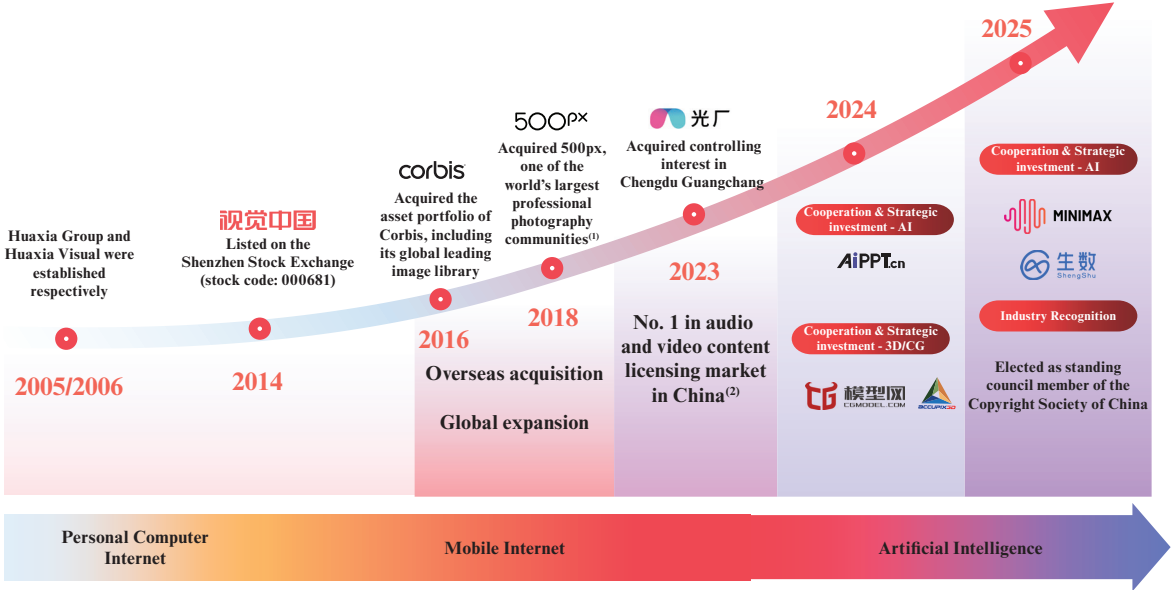 Huaxia Group and
Huaxia Visual were
established
respectively
2005/2006
视觉中国
Listed on the
Shenzhen Stock Exchange
(stock code: 000681)
2014
corbis
Acquired the
asset portfolio of
Corbis, including
its global leading
image library
2016
500px
Acquired 500px,
one of the
world's largest
professional
photography
communities(1)
2018
Overseas acquisition
Global expansion
光厂
Acquired controlling
interest in
Chengdu Guangchang
2023
No. 1 in audio
and video content
licensing market
in China(2)
2024
Cooperation & Strategic
investment - AI
AiPPT.cn
Cooperation & Strategic
investment - 3D/CG
CG 模型网
CGMODEL.COM
ACCUPIX3D
2025
Cooperation & Strategic
investment - AI
MINIMAX
生数
ShengShu
Industry Recognition
Elected as standing
council member of the
Copyright Society of China
Personal Computer
Internet
Mobile Internet
Artificial Intelligence